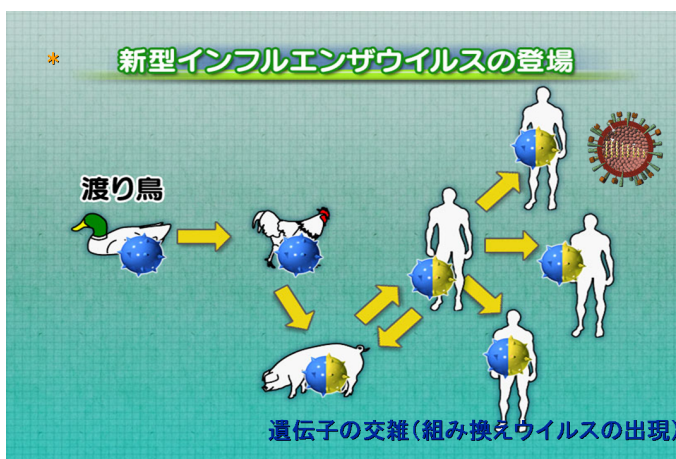 * 新型インフルエンザウイルスの登場
渡り鳥
遺伝子の交雑(組み換えウイルスの出現)